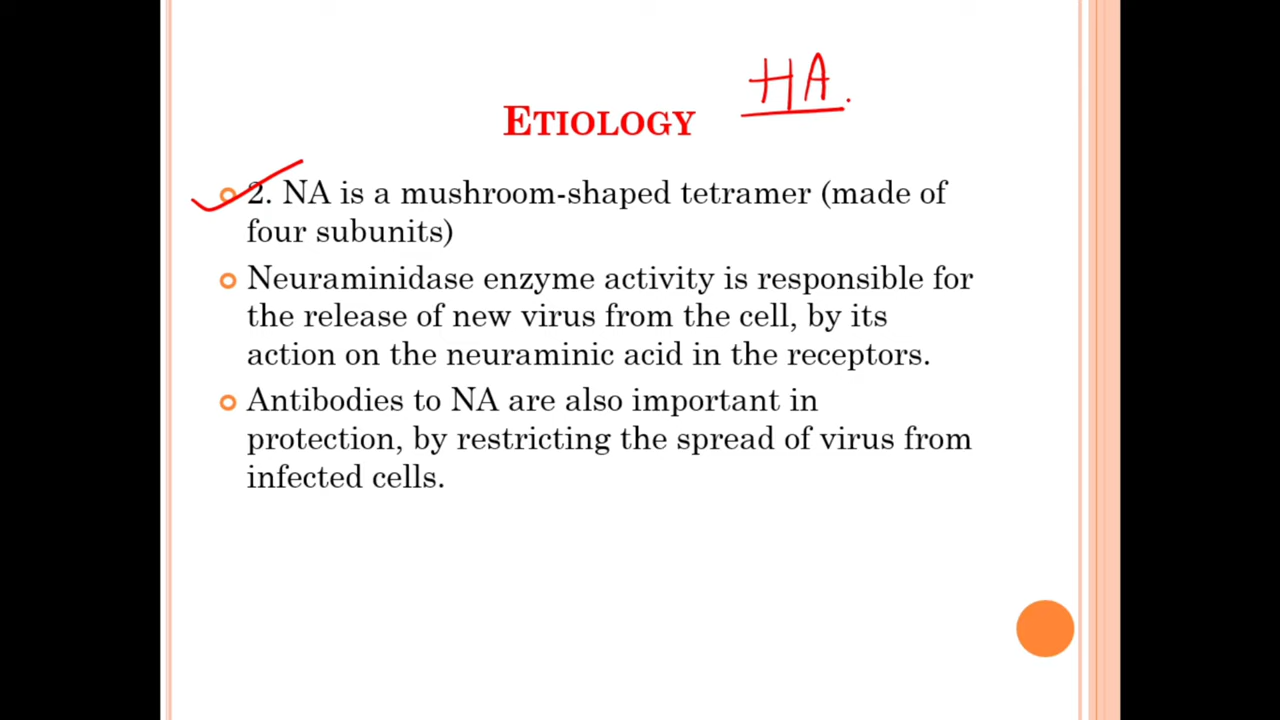 HA.
ETIOLOGY
2. NA is a mushroom-shaped tetramer (made of
four subunits)
Neuraminidase enzyme activity is responsible for
the release of new virus from the cell, by its
action on the neuraminic acid in the receptors.
Antibodies to NA are also important in
protection, by restricting the spread of virus from
infected cells.